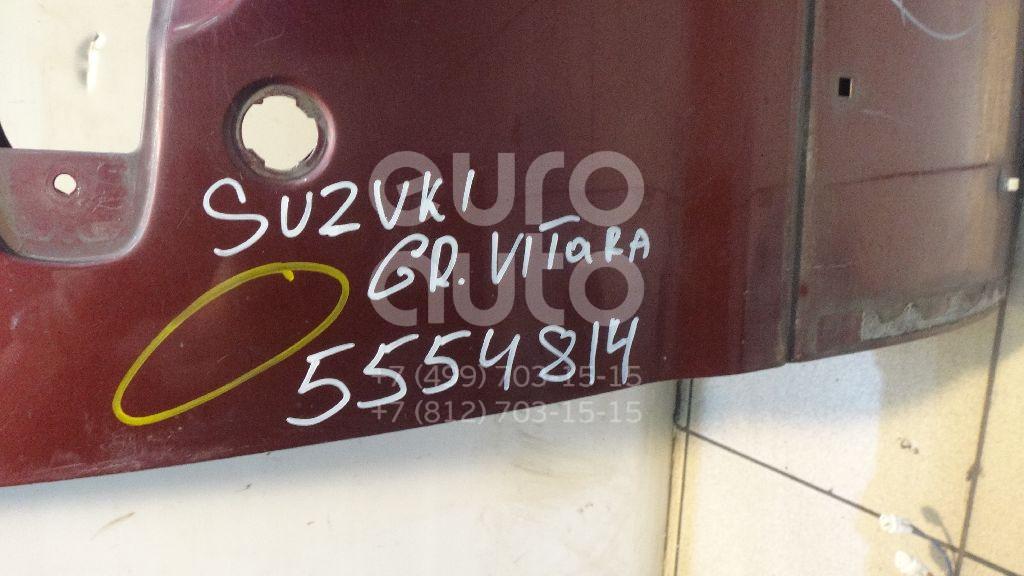 euro
auto
SUZUKI
GR. VITaRA
5554814
+7 (499) 703-15-15
+7 (812) 703-15-15